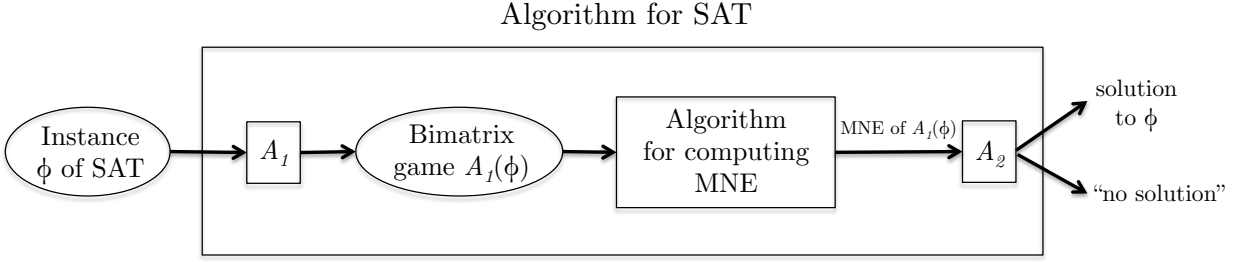 Algorithm for SAT
Instance
ϕ of SAT
A₁
Bimatrix
game A₁(ϕ)
Algorithm
for computing
MNE
MNE of A₁(ϕ)
A₂
solution
to ϕ
“no solution”